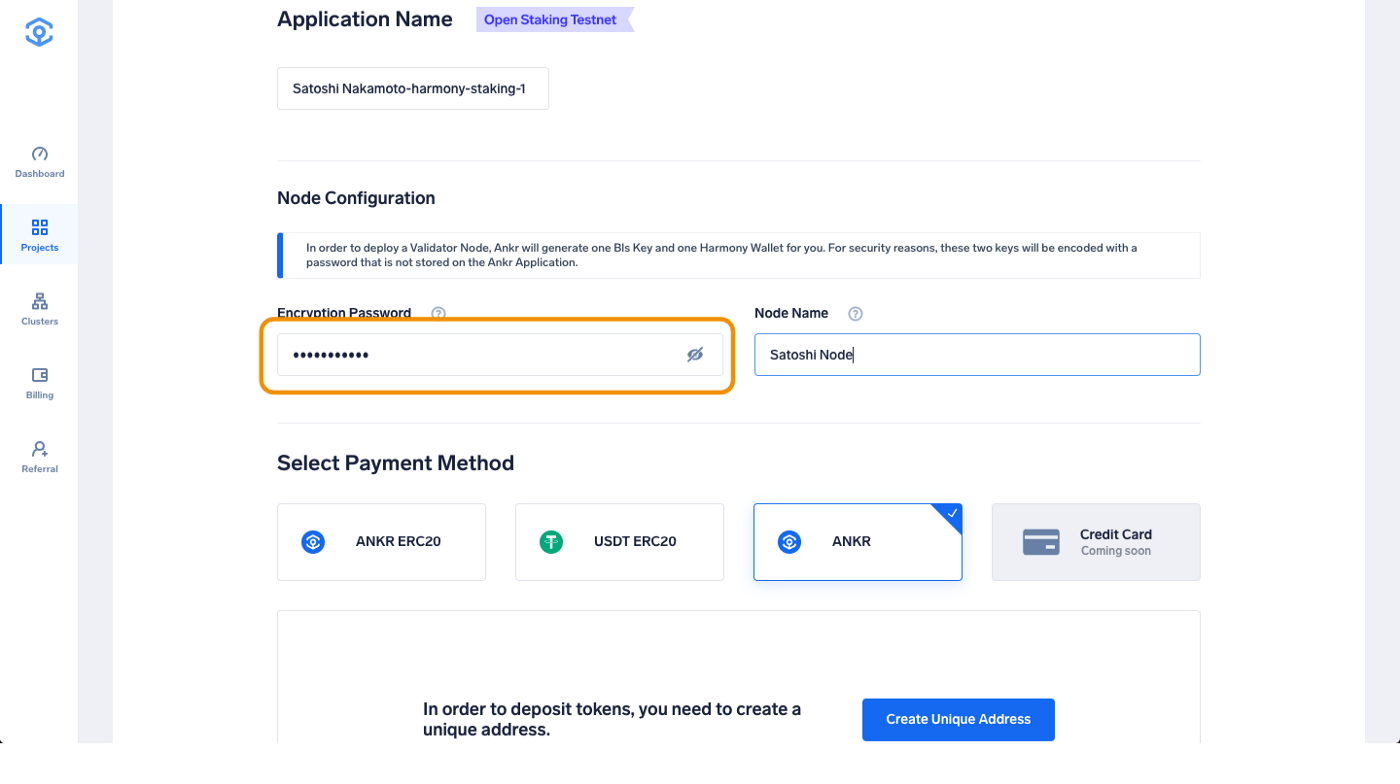 Application Name
Open Staking Testnet
Satoshi Nakamoto-harmony-staking-1
Dashboard
Projects
Clusters
Billing
Referral
Node Configuration
In order to deploy a Validator Node, Ankr will generate one Bls Key and one Harmony Wallet for you. For security reasons, these two keys will be encoded with a
password that is not stored on the Ankr Application.
Encryption Password ?
Node Name ?
•••••••••••
Satoshi Node
Select Payment Method
ANKR ERC20
USDT ERC20
ANKR
Credit Card
Coming soon
In order to deposit tokens, you need to create a
unique address.
Create Unique Address